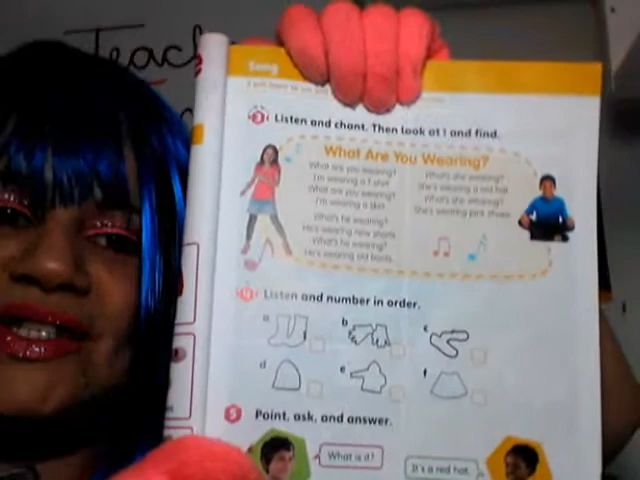 Teach
Song
3 Listen and chant. Then look at 1 and find.
What Are You Wearing?
What are you wearing?
I'm wearing a t-shirt.
What are you wearing?
I'm wearing a skirt.
What's he wearing?
He's wearing new shorts.
What's he wearing?
He's wearing old boots.
What's she wearing?
She's wearing a red hat.
What's she wearing?
She's wearing pink shoes.
Listen and number in order.
a
b
c
d
e
f
5 Point, ask, and answer.
What is it?
It's a red hat.